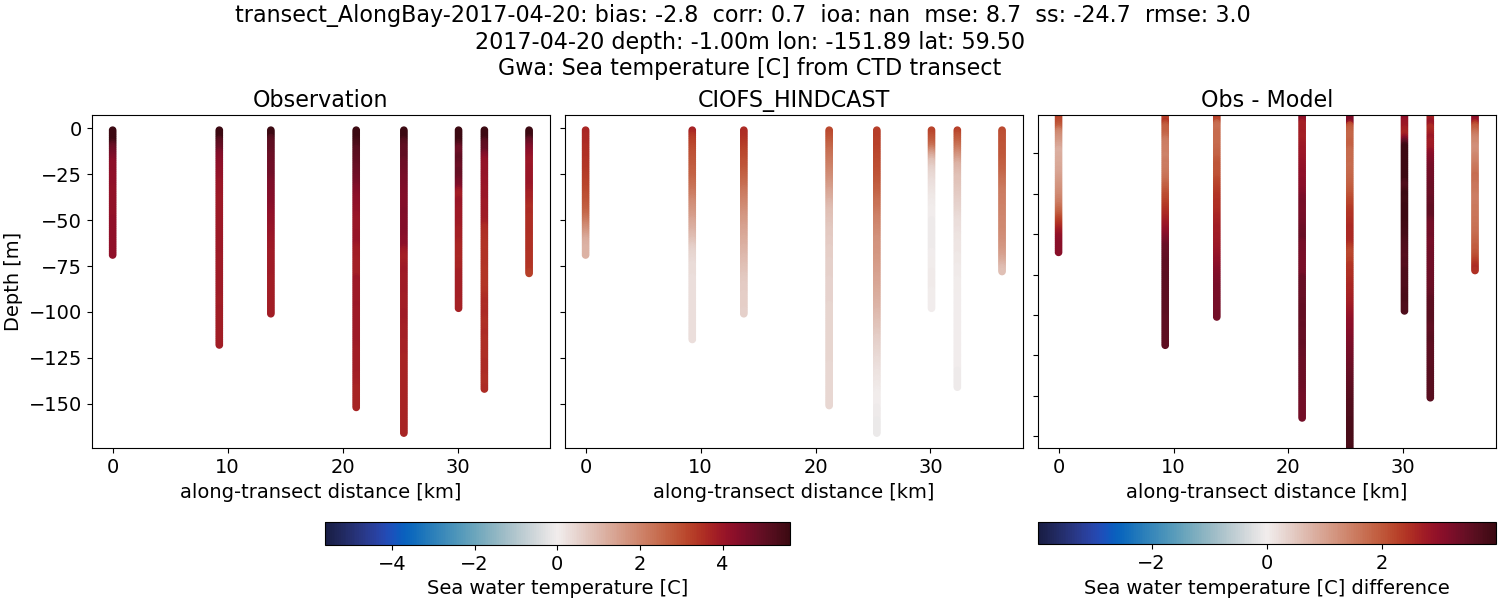 transect_AlongBay-2017-04-20: bias: -2.8  corr: 0.7  ioa: nan  mse: 8.7  ss: -24.7  rmse: 3.0
2017-04-20 depth: -1.00m lon: -151.89 lat: 59.50
Gwa: Sea temperature [C] from CTD transect
Observation
CIOFS_HINDCAST
Obs - Model
Depth [m]
0
−25
−50
−75
−100
−125
−150
0 10 20 30
0 10 20 30
0 10 20 30
along-transect distance [km]
along-transect distance [km]
along-transect distance [km]
−4 −2 0 2 4
Sea water temperature [C]
−2 0 2
Sea water temperature [C] difference